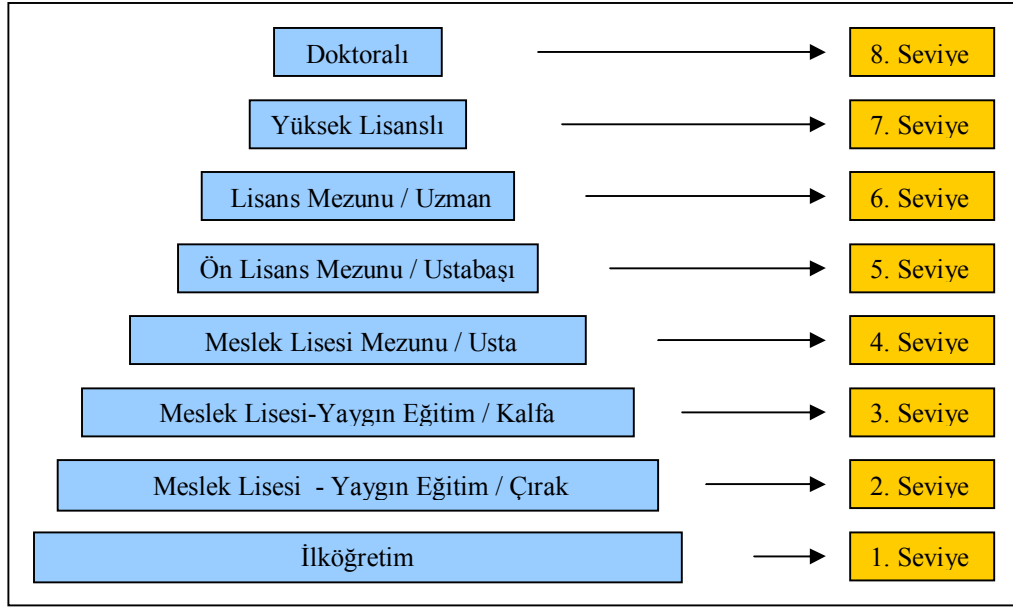 Doktoralı 8. Seviye
Yüksek Lisanslı 7. Seviye
Lisans Mezunu / Uzman 6. Seviye
Ön Lisans Mezunu / Ustabaşı 5. Seviye
Meslek Lisesi Mezunu / Usta 4. Seviye
Meslek Lisesi-Yaygın Eğitim / Kalfa 3. Seviye
Meslek Lisesi - Yaygın Eğitim / Çırak 2. Seviye
İlköğretim 1. Seviye